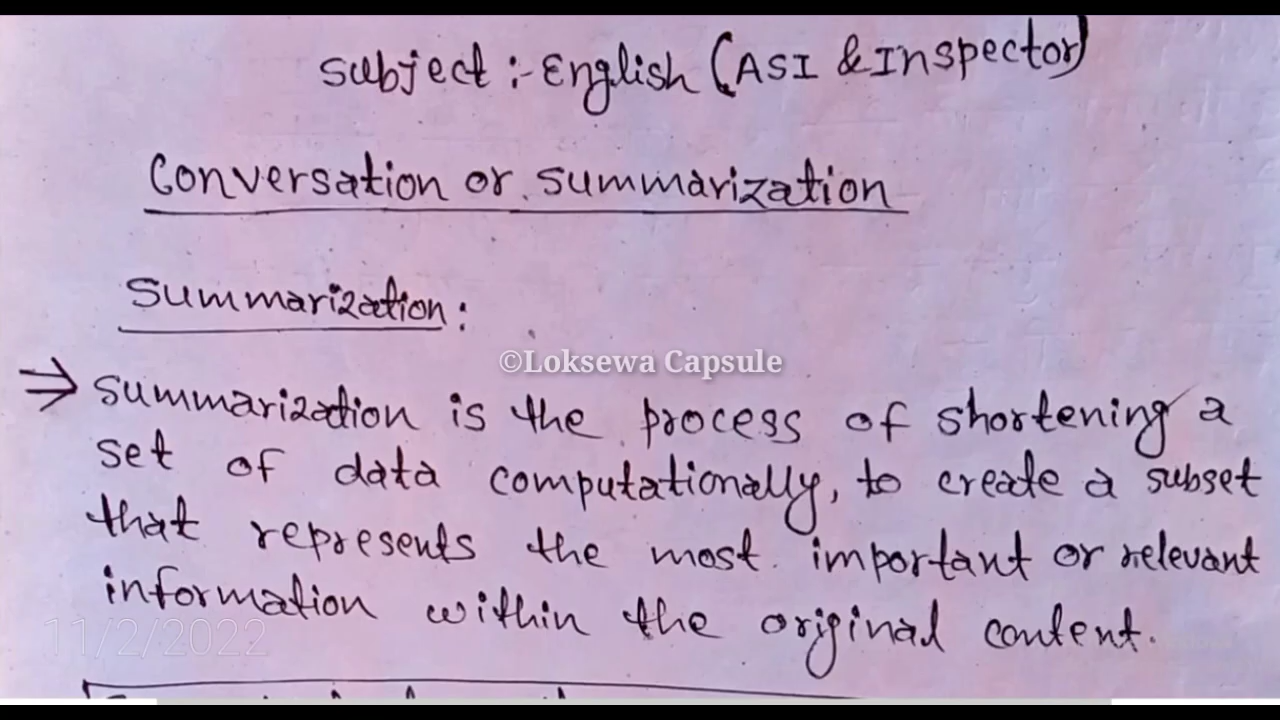 Subject :- English (ASI & Inspector)
Conversation or summarization
Summarization :
©Loksewa Capsule
⇒ Summarization is the process of shortening a
set of data computationally, to create a subset
that represents the most important or relevant
information within the original content.
11/2/2022